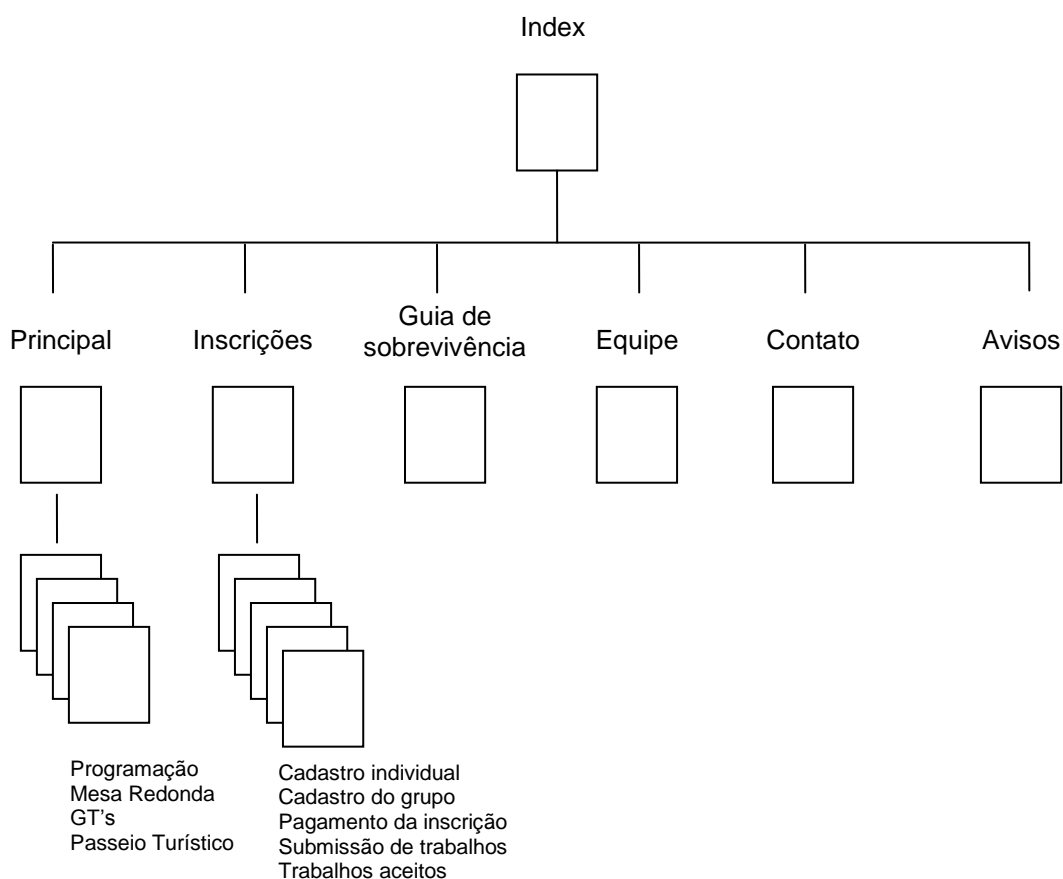 Index
Principal
Inscrições
Guia de
sobrevivência
Equipe
Contato
Avisos
Programação
Mesa Redonda
GT’s
Passeio Turístico
Cadastro individual
Cadastro do grupo
Pagamento da inscrição
Submissão de trabalhos
Trabalhos aceitos